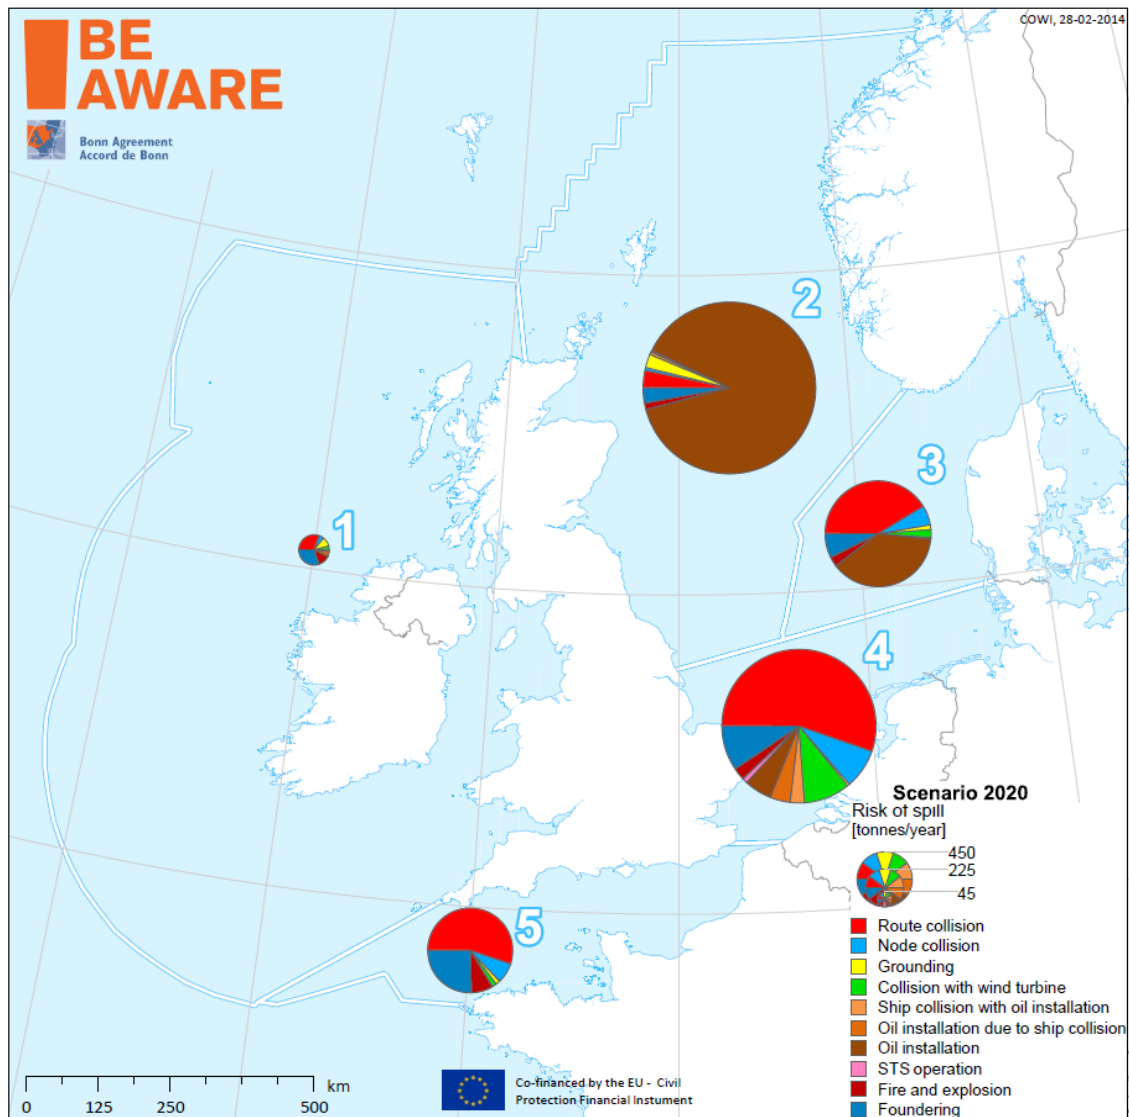 COWI, 28-02-2014
BE
AWARE
Bonn Agreement
Accord de Bonn
2
3
1
4
5
Scenario 2020
Risk of spill
[tonnes/year]
450
225
45
Route collision
Node collision
Grounding
Collision with wind turbine
Ship collision with oil installation
Oil installation due to ship collision
Oil installation
STS operation
Fire and explosion
Foundering
km
0 125 250 500
Co-financed by the EU - Civil
Protection Financial Instument